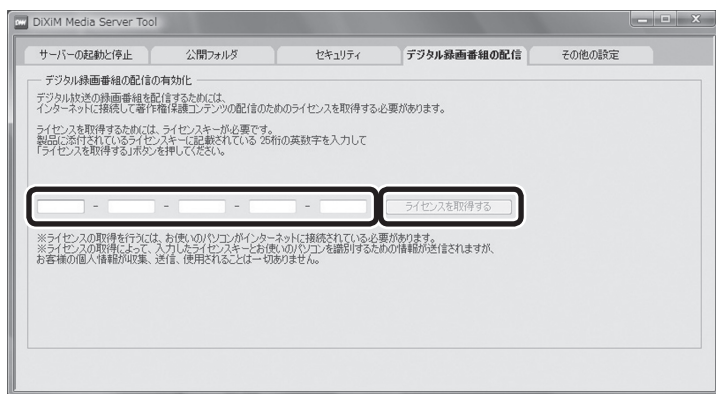 DiXiM Media Server Tool
サーバーの起動と停止 公開フォルダ セキュリティ デジタル録画番組の配信 その他の設定
デジタル録画番組の配信の有効化
デジタル放送の録画番組を配信するためには、
インターネットに接続して著作権保護コンテンツの配信のためのライセンスを取得する必要があります。
ライセンスを取得するためには、ライセンスキーが必要です。
製品に添付されているライセンスキーに記載されている 25桁の英数字を入力して
「ライセンスを取得する」ボタンを押してください。
- - - - ライセンスを取得する
※ライセンスの取得を行うには、お使いのパソコンがインターネットに接続されている必要があります。
※ライセンスの取得によって、入力したライセンスキーとお使いのパソコンを識別するための情報が送信されますが、
お客様の個人情報が収集、送信、使用されることは一切ありません。